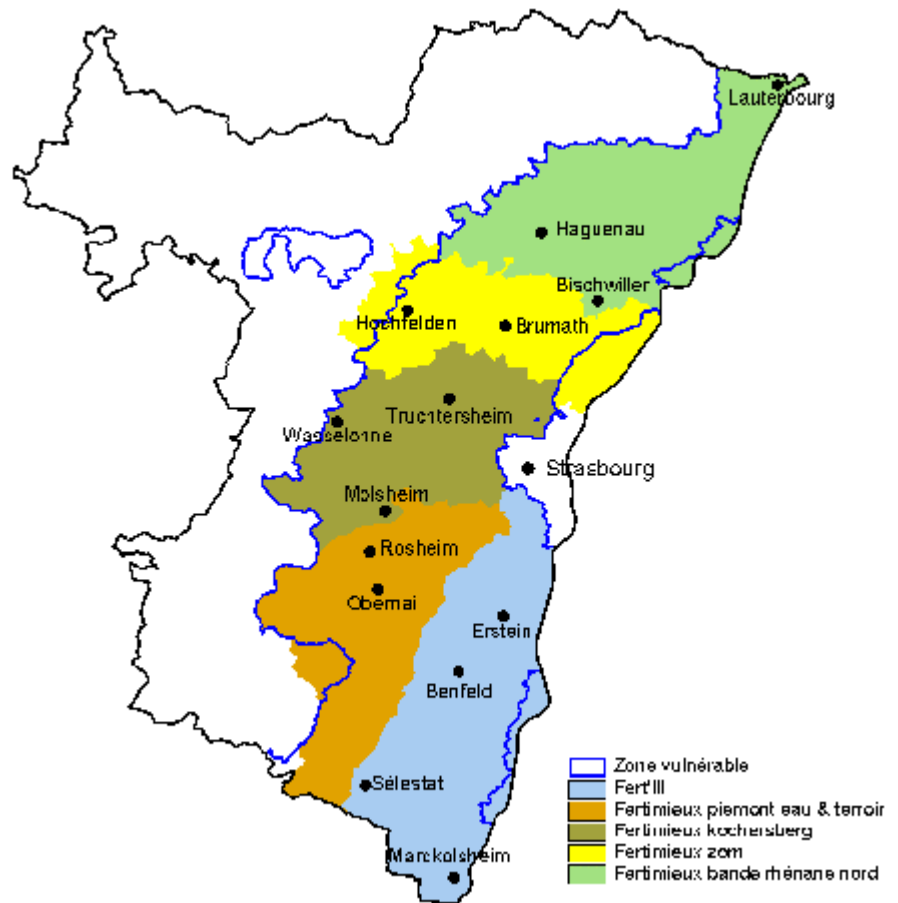 Lauterbourg
Haguenau
Bischwiller
Hochfelden
Brumath
Truchtersheim
Wasselonne
Strasbourg
Molsheim
Rosheim
Obernai
Erstein
Benfeld
Sélestat
Marckolsheim
Zone vulnérable
Fert'Ill
Fertimieux piemont eau & terroir
Fertimieux kochersberg
Fertimieux zorn
Fertimieux bande rhénane nord